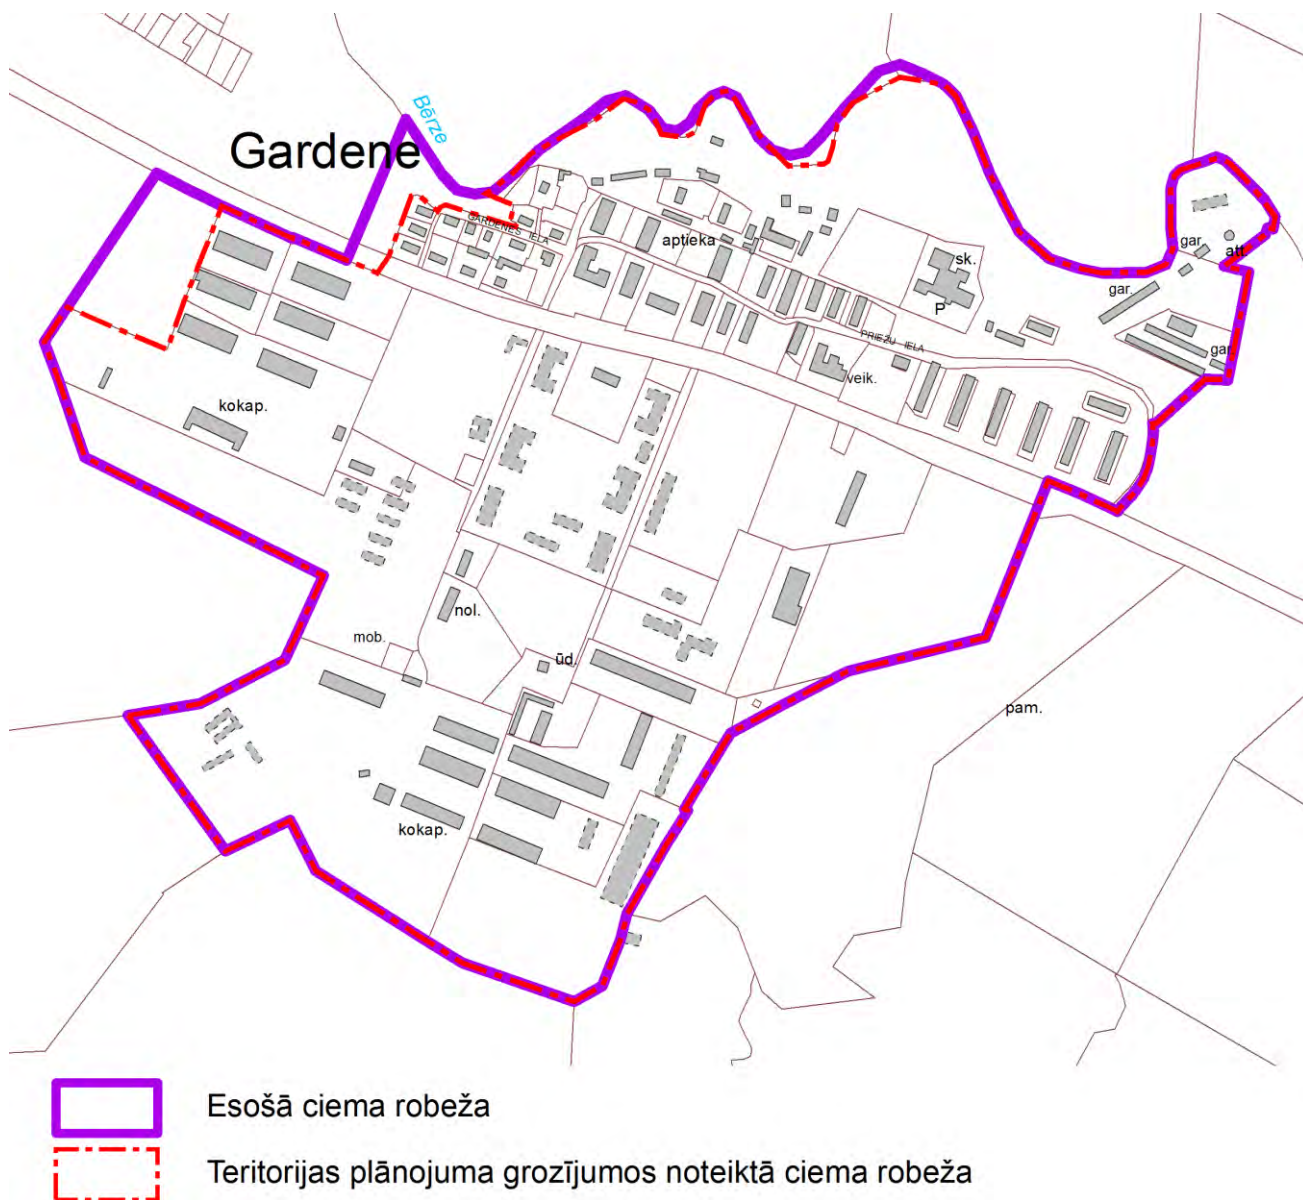 Bērze
Gardene
GARDENES IELA
aptieka
sk.
P
gar.
att.
gar.
gar.
PRIEŽU IELA
veik.
kokap.
nol.
mob.
ūd.
pam.
kokap.
Esošā ciema robeža
Teritorijas plānojuma grozījumos noteiktā ciema robeža